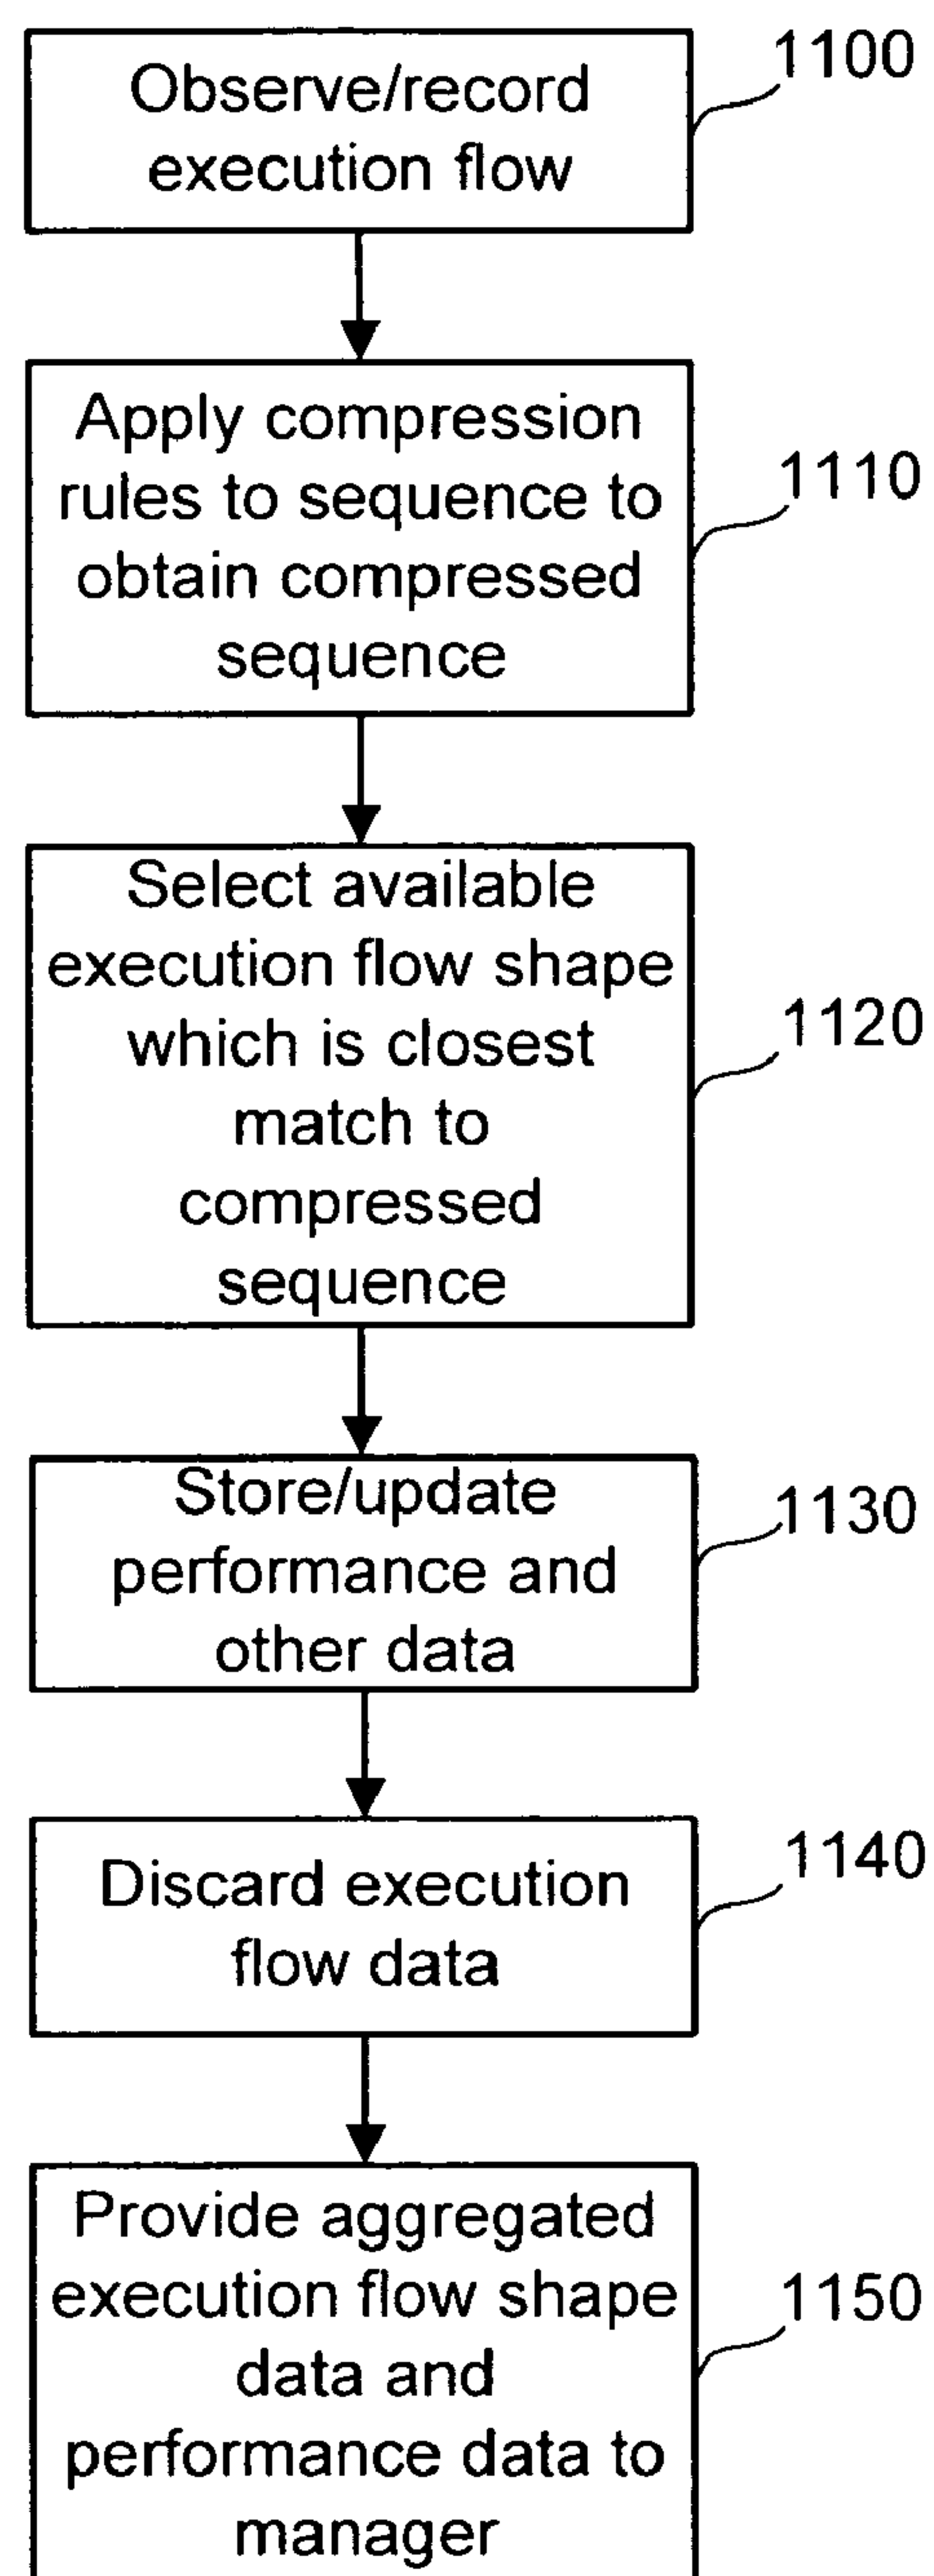 Observe/record
execution flow
1100
Apply compression
rules to sequence to
obtain compressed
sequence
1110
Select available
execution flow shape
which is closest
match to
compressed
sequence
1120
Store/update
performance and
other data
1130
Discard execution
flow data
1140
Provide aggregated
execution flow shape
data and
performance data to
manager
1150